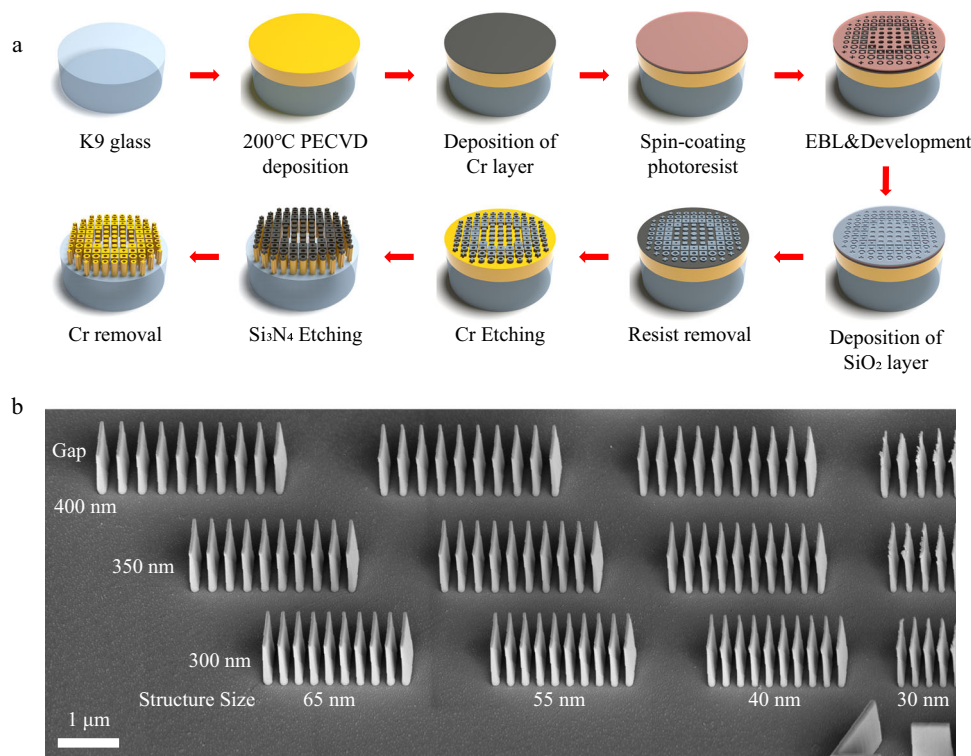 a
K9 glass
200°C PECVD
deposition
Deposition of
Cr layer
Spin-coating
photoresist
EBL&Development
Cr removal
Si₃N₄ Etching
Cr Etching
Resist removal
Deposition of
SiO₂ layer
b
Gap
400 nm
350 nm
300 nm
Structure Size
65 nm
55 nm
40 nm
30 nm
1 μm